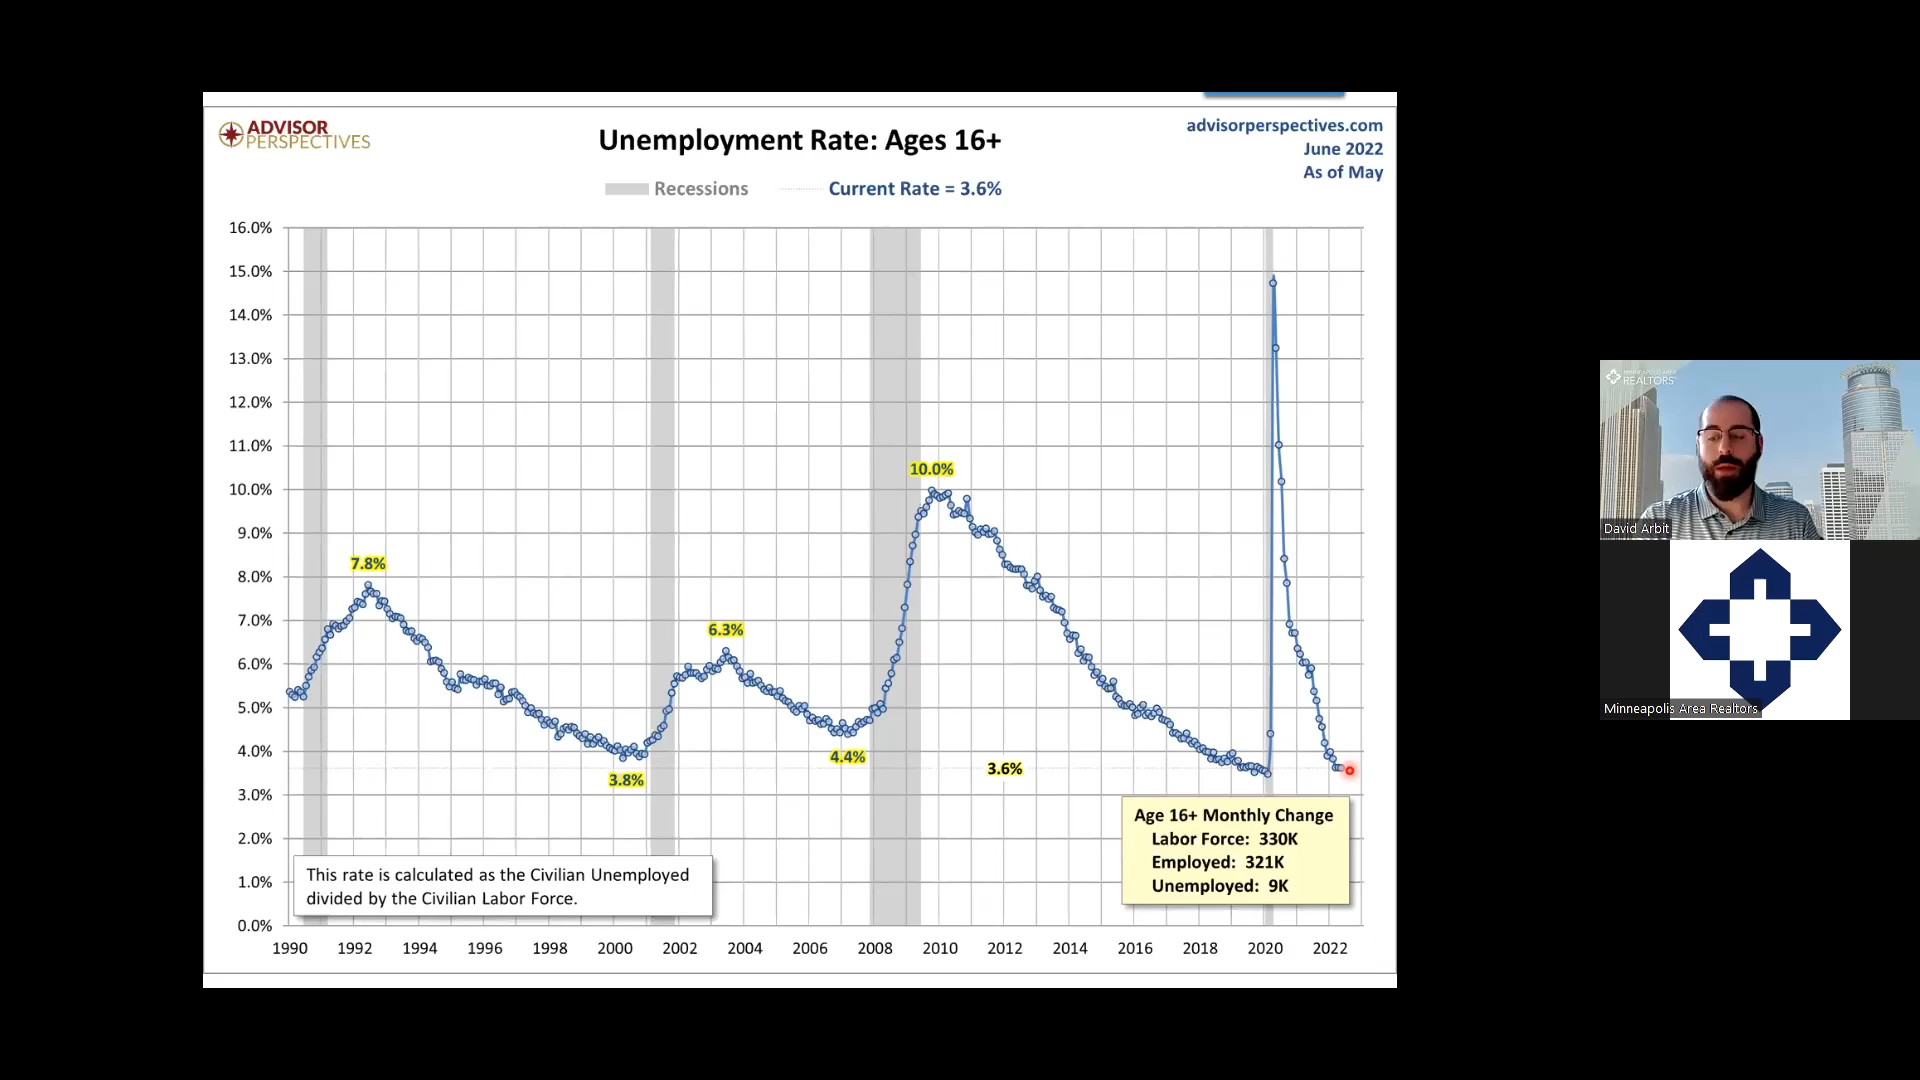 ADVISOR
PERSPECTIVES
Unemployment Rate: Ages 16+
advisorperspectives.com
June 2022
As of May
Recessions
Current Rate = 3.6%
16.0%
15.0%
14.0%
13.0%
12.0%
11.0%
10.0%
9.0%
8.0%
7.0%
6.0%
5.0%
4.0%
3.0%
2.0%
1.0%
0.0%
7.8%
3.8%
6.3%
4.4%
10.0%
3.6%
Age 16+ Monthly Change
Labor Force: 330K
Employed: 321K
Unemployed: 9K
This rate is calculated as the Civilian Unemployed
divided by the Civilian Labor Force.
1990 1992 1994 1996 1998 2000 2002 2004 2006 2008 2010 2012 2014 2016 2018 2020 2022
MINNEAPOLIS AREA
REALTORS
David Arbit
Minneapolis Area Realtors